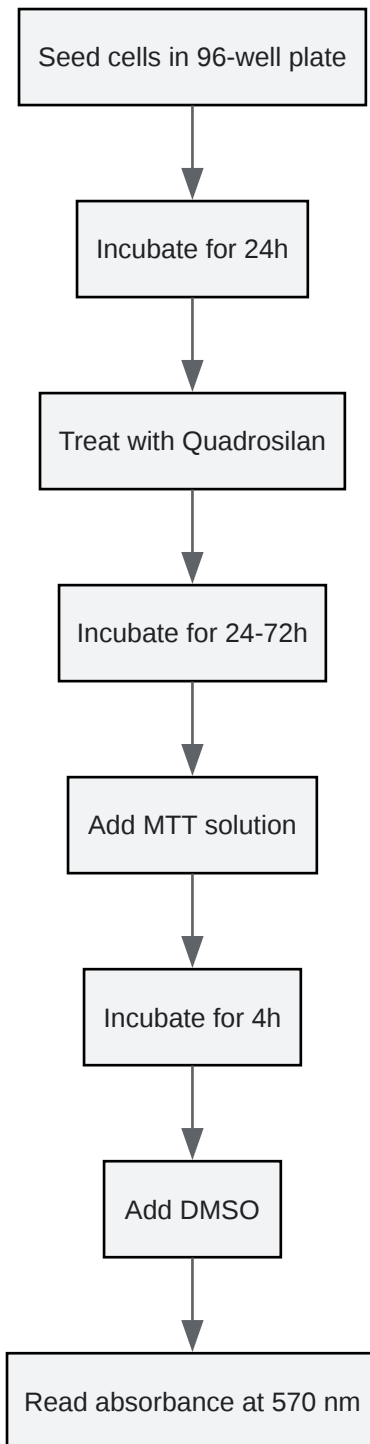 Seed cells in 96-well plate
Incubate for 24h
Treat with Quadrosilan
Incubate for 24-72h
Add MTT solution
Incubate for 4h
Add DMSO
Read absorbance at 570 nm